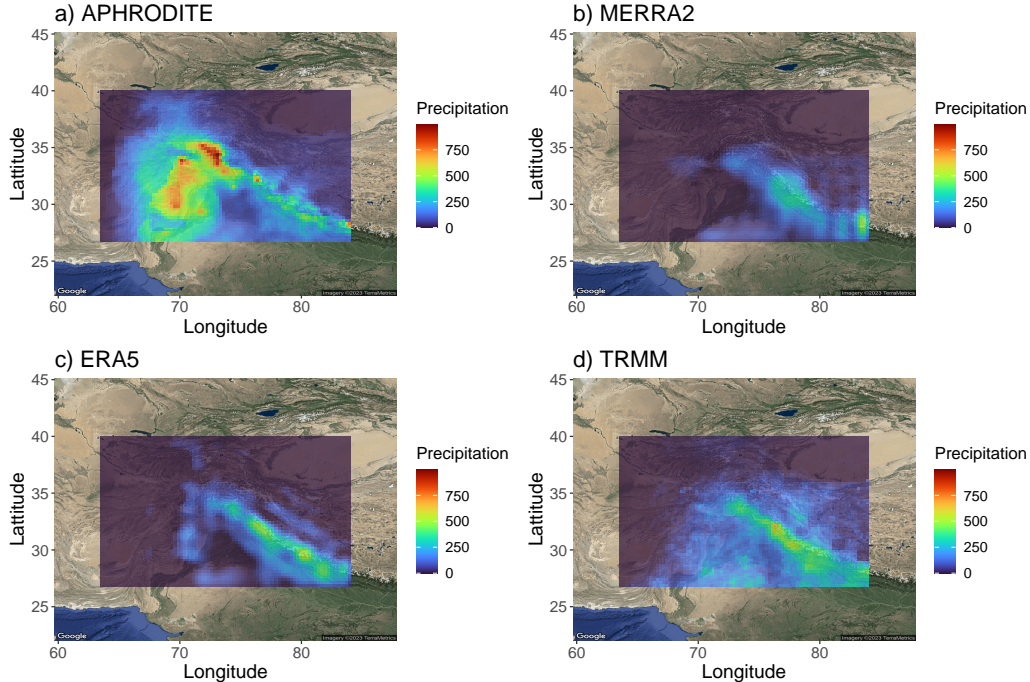 a) APHRODITE
45
40
35
30
25
60
70
80
Lattitude
Longitude
Precipitation
750
500
250
0
Google
Imagery ©2023 TerraMetrics
b) MERRA2
45
40
35
30
25
60
70
80
Lattitude
Longitude
Precipitation
750
500
250
0
Google
Imagery ©2023 TerraMetrics
c) ERA5
45
40
35
30
25
60
70
80
Lattitude
Longitude
Precipitation
750
500
250
0
Google
Imagery ©2023 TerraMetrics
d) TRMM
45
40
35
30
25
60
70
80
Lattitude
Longitude
Precipitation
750
500
250
0
Google
Imagery ©2023 TerraMetrics